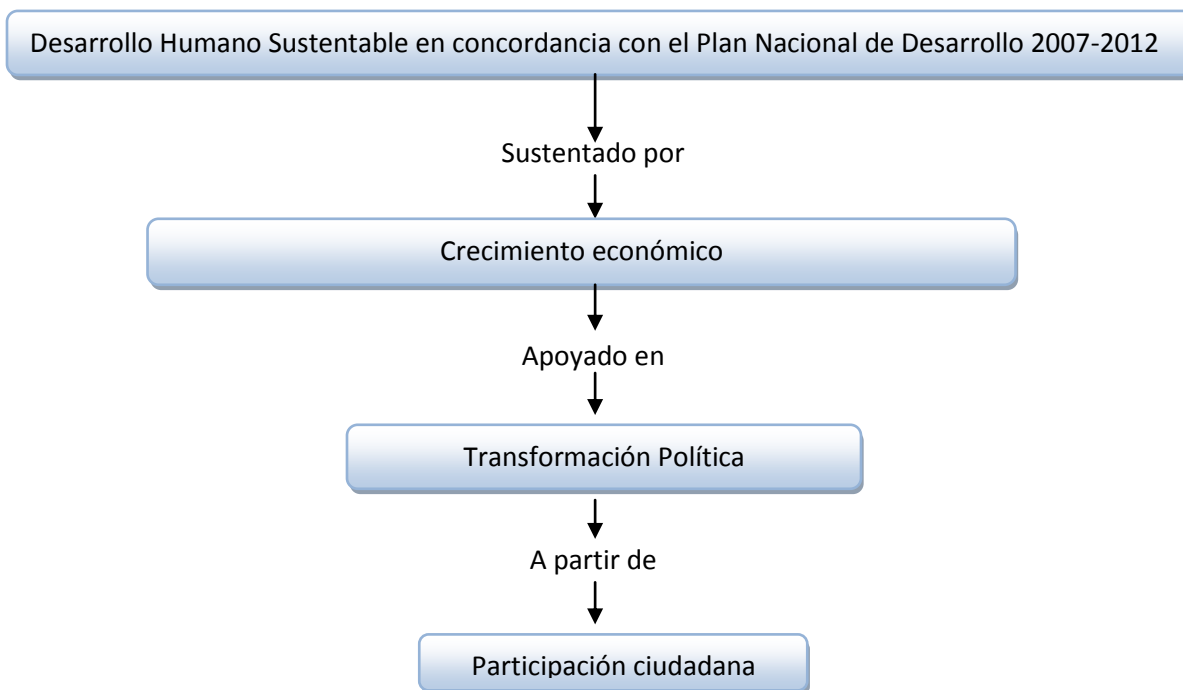 Desarrollo Humano Sustentable en concordancia con el Plan Nacional de Desarrollo 2007-2012
Sustentado por
Crecimiento económico
Apoyado en
Transformación Política
A partir de
Participación ciudadana